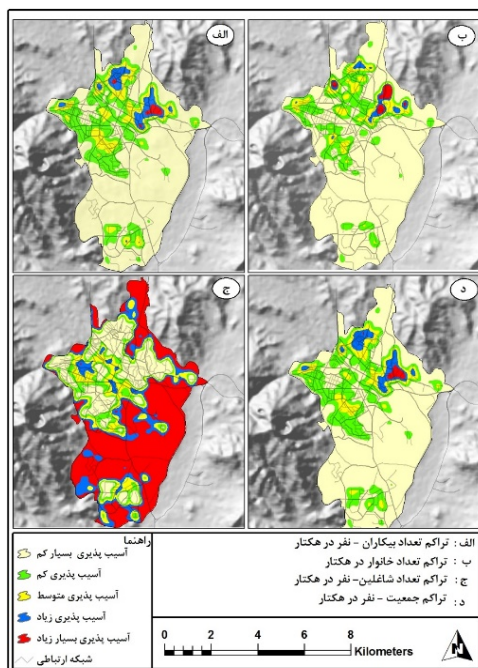 الف
ب
ج
د
راهنما
آسیب پذیری بسیار کم
آسیب پذیری کم
آسیب پذیری متوسط
آسیب پذیری زیاد
آسیب پذیری بسیار زیاد
شبکه ارتباطی
الف: تراکم تعداد بیکاران - نفر در هکتار
ب : تراکم تعداد خانوار در هکتار
ج : تراکم تعداد شاغلین- نفر در هکتار
د : تراکم جمعیت - نفر در هکتار
0 2 4 6 8
Kilometers
N